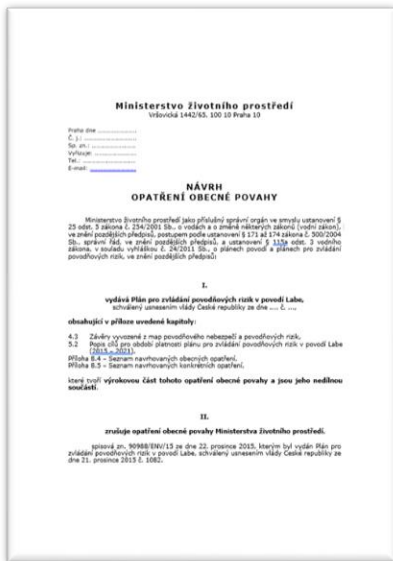 Ministerstvo životního prostředí
Vršovická 1442/65, 100 10 Praha 10
Praha dne ....................
Č. j.: ....................
Sp. zn.: ....................
Vyřizuje: ....................
Tel.: ....................
E-mail: ....................
NÁVRH
OPATŘENÍ OBECNÉ POVAHY
Ministerstvo životního prostředí jako příslušný správní orgán ve smyslu ustanovení §
25 odst. 5 zákona č. 254/2001 Sb., o vodách a o změně některých zákonů (vodní zákon),
ve znění pozdějších předpisů, postupem podle ustanovení § 171 až 174 zákona č. 500/2004
Sb., správní řád, ve znění pozdějších předpisů, a ustanovení § 115a odst. 3 vodního
zákona, v souladu vyhláškou č. 24/2011 Sb., o plánech povodí a plánech pro zvládání
povodňových rizik, ve znění pozdějších předpisů:
I.
vydává Plán pro zvládání povodňových rizik v povodí Labe,
schválený usnesením vlády České republiky ze dne .... č. ...,
obsahující v příloze uvedené kapitoly:
4.3 Závěry vyvozené z map povodňového nebezpečí a povodňových rizik,
5.2 Popis cílů pro období platnosti plánu pro zvládání povodňových rizik v povodí Labe
(2015 – 2021),
Příloha 8.4 – Seznam navrhovaných obecných opatření.
Příloha 8.5 – Seznam navrhovaných konkrétních opatření.
které tvoří výrokovou část tohoto opatření obecné povahy a jsou jeho nedílnou
součástí.
II.
zrušuje opatření obecné povahy Ministerstva životního prostředí.
spisová zn. 90988/ENV/15 ze dne 22. prosince 2015, kterým byl vydán Plán pro
zvládání povodňových rizik v povodí Labe, schválený usnesením vlády České republiky ze
dne 21. prosince 2015 č. 1082.